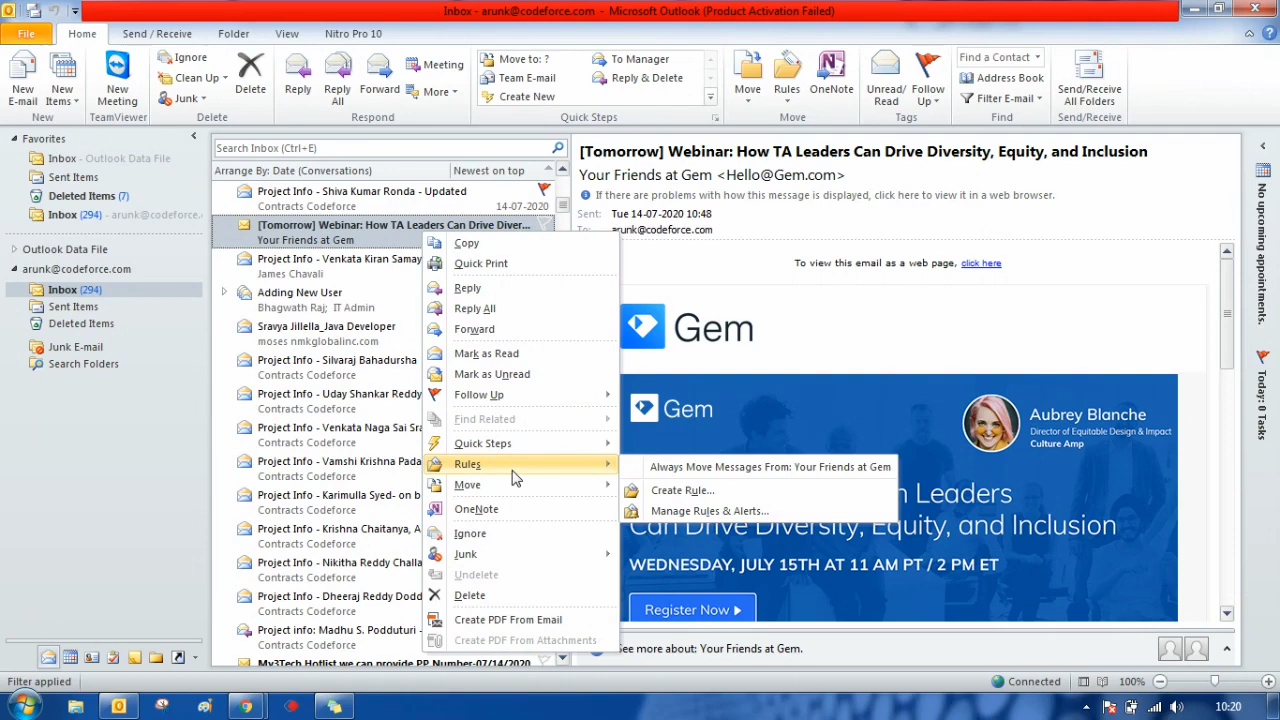 Inbox - arunk@codeforce.com - Microsoft Outlook (Product Activation Failed)
File
Home
Send / Receive
Folder
View
Nitro Pro 10
New E-mail
New Items
New
New Meeting
TeamViewer
Ignore
Clean Up
Junk
Delete
Delete
Reply
Reply All
Forward
Meeting
More
Respond
Move to: ?
Team E-mail
Create New
To Manager
Reply & Delete
Quick Steps
Move
Rules
OneNote
Move
Unread/ Read
Follow Up
Tags
Find a Contact
Address Book
Filter E-mail
Find
Send/Receive All Folders
Send/Receive
Favorites
Inbox - Outlook Data File
Sent Items
Deleted Items (7)
Inbox (294) - arunk@codeforce.
Outlook Data File
arunk@codeforce.com
Inbox (294)
Sent Items
Deleted Items
Junk E-mail
Search Folders
Search Inbox (Ctrl+E)
Arrange By: Date (Conversations)
Newest on top
Project Info - Shiva Kumar Ronda - Updated
Contracts Codeforce
14-07-2020
[Tomorrow] Webinar: How TA Leaders Can Drive Diver...
Your Friends at Gem
Project Info - Venkata Kiran Samay
James Chavali
Adding New User
Bhagwath Raj; IT Admin
Sravya Jillella_Java Developer
moses nmkglobalinc.com
Project Info - Silvaraj Bahadursha
Contracts Codeforce
Project Info - Uday Shankar Reddy
Contracts Codeforce
Project Info - Venkata Naga Sai Sra
Contracts Codeforce
Project Info - Vamshi Krishna Pada
Contracts Codeforce
Project Info - Karimulla Syed- on b
Contracts Codeforce
Project Info - Krishna Chaitanya, A
Contracts Codeforce
Project Info - Nikitha Reddy Challa
Contracts Codeforce
Project Info - Dheeraj Reddy Dodd
Contracts Codeforce
Project info: Madhu S. Podduturi -
Contracts Codeforce
My3Tech Hotlist we can provide PP Number-07/14/2020
Copy
Quick Print
Reply
Reply All
Forward
Mark as Read
Mark as Unread
Follow Up
Find Related
Quick Steps
Rules
Move
OneNote
Ignore
Junk
Undelete
Delete
Create PDF From Email
Create PDF From Attachments
Always Move Messages From: Your Friends at Gem
Create Rule...
Manage Rules & Alerts...
[Tomorrow] Webinar: How TA Leaders Can Drive Diversity, Equity, and Inclusion
Your Friends at Gem <Hello@Gem.com>
If there are problems with how this message is displayed, click here to view it in a web browser.
Sent: Tue 14-07-2020 10:48
To: arunk@codeforce.com
To view this email as a web page, click here
Gem
Gem
Aubrey Blanche
Director of Equitable Design & Impact
Culture Amp
Leaders
Can Drive Diversity, Equity, and Inclusion
WEDNESDAY, JULY 15TH AT 11 AM PT / 2 PM ET
Register Now
See more about: Your Friends at Gem.
No upcoming appointments.
Today: 0 Tasks
Filter applied
Connected
100%
10:20